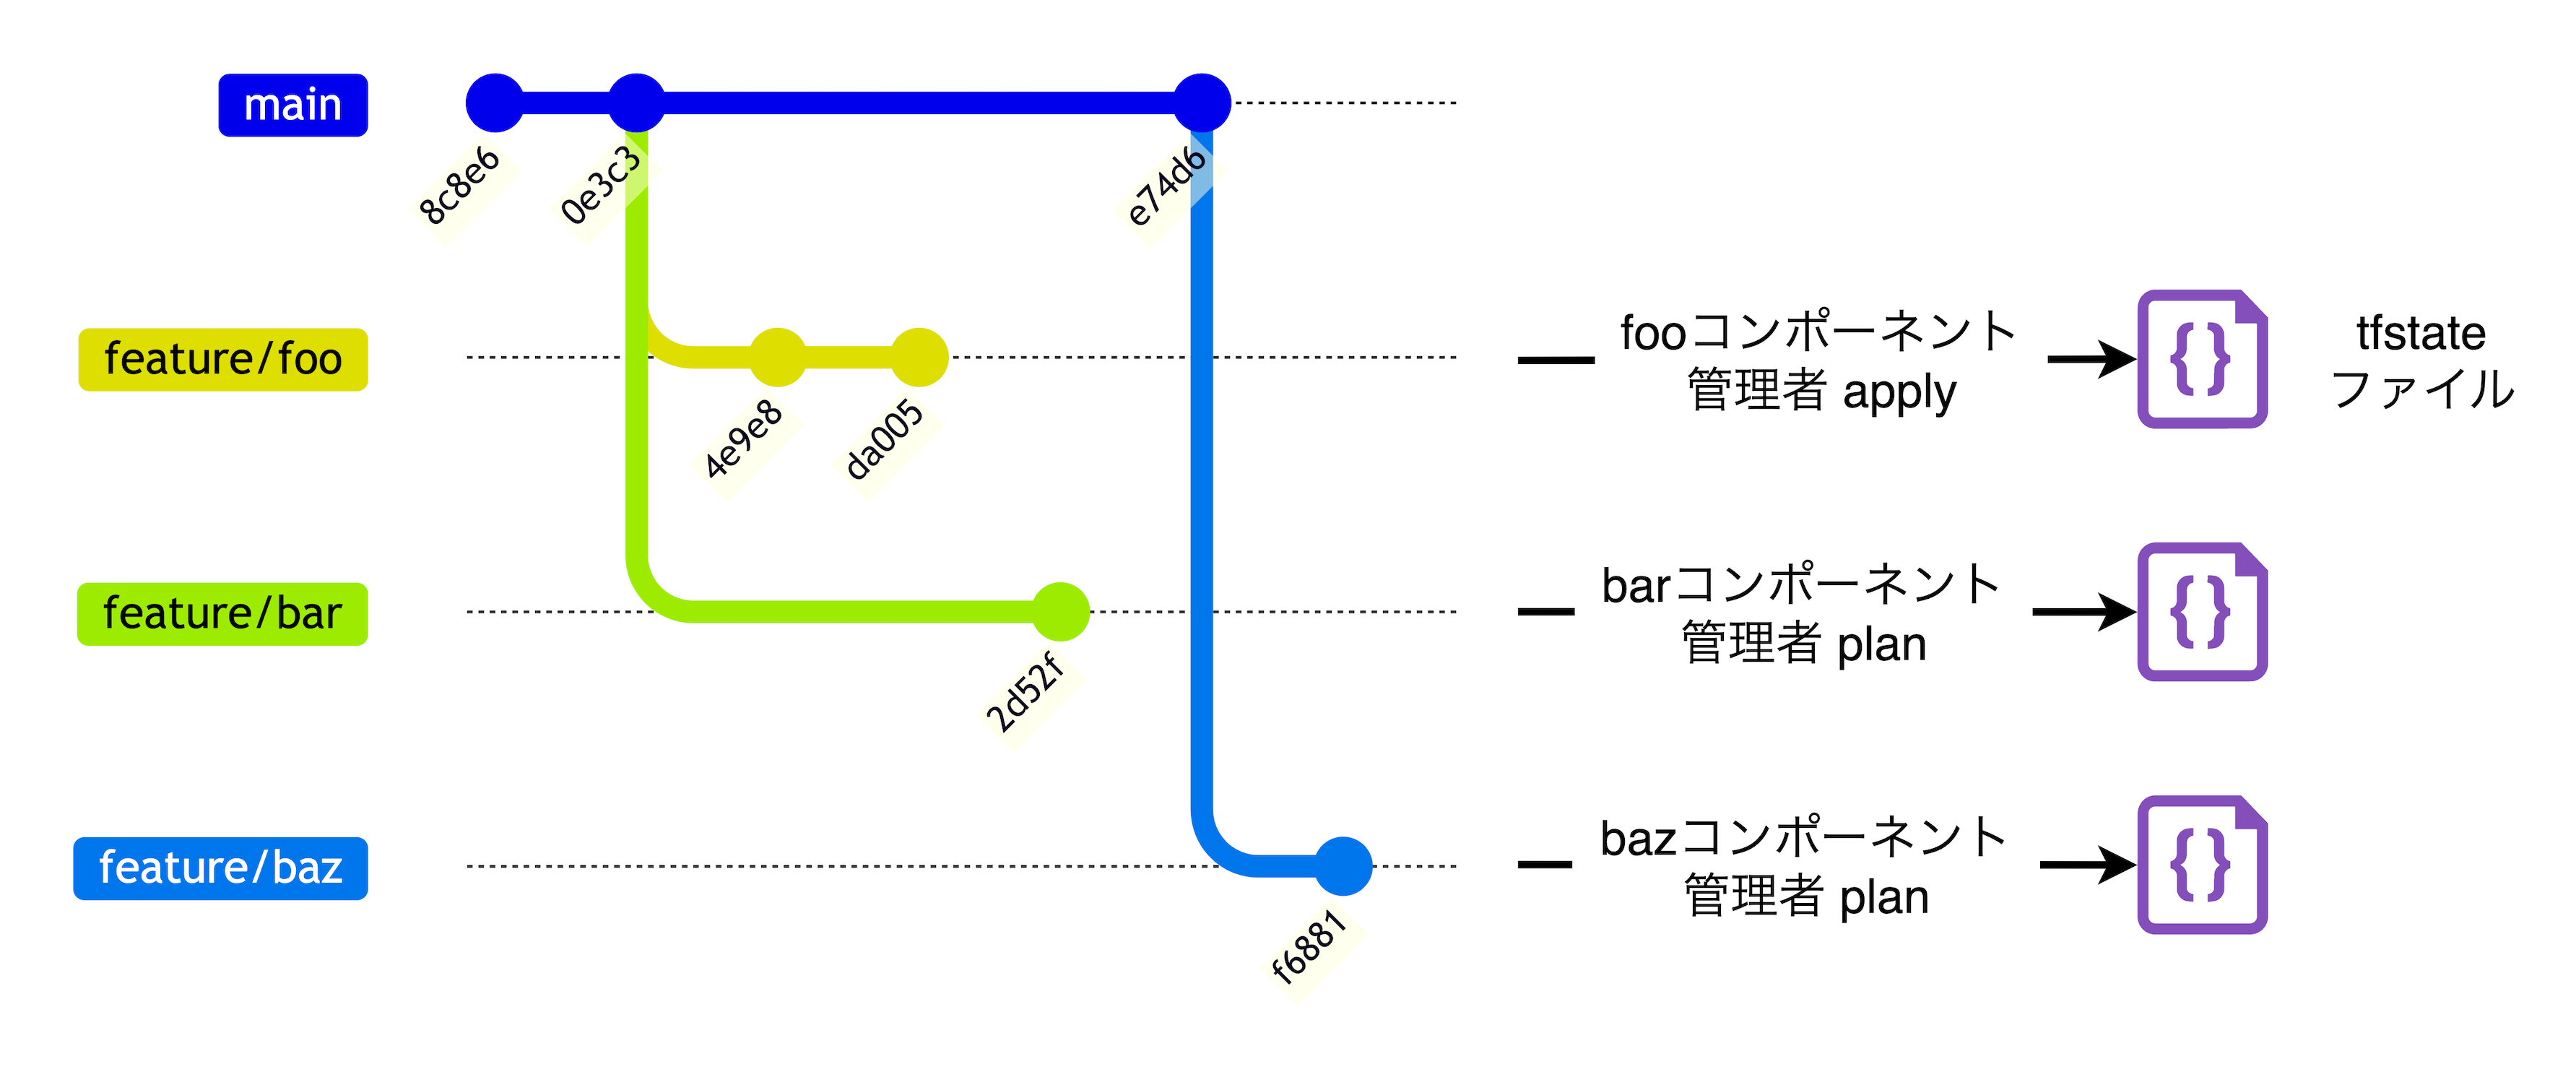 main
8c8e6
0e3c3
e74d6
feature/foo
4e9e8
da005
fooコンポーネント
管理者 apply
tfstate
ファイル
feature/bar
2d52f
barコンポーネント
管理者 plan
feature/baz
f6881
bazコンポーネント
管理者 plan